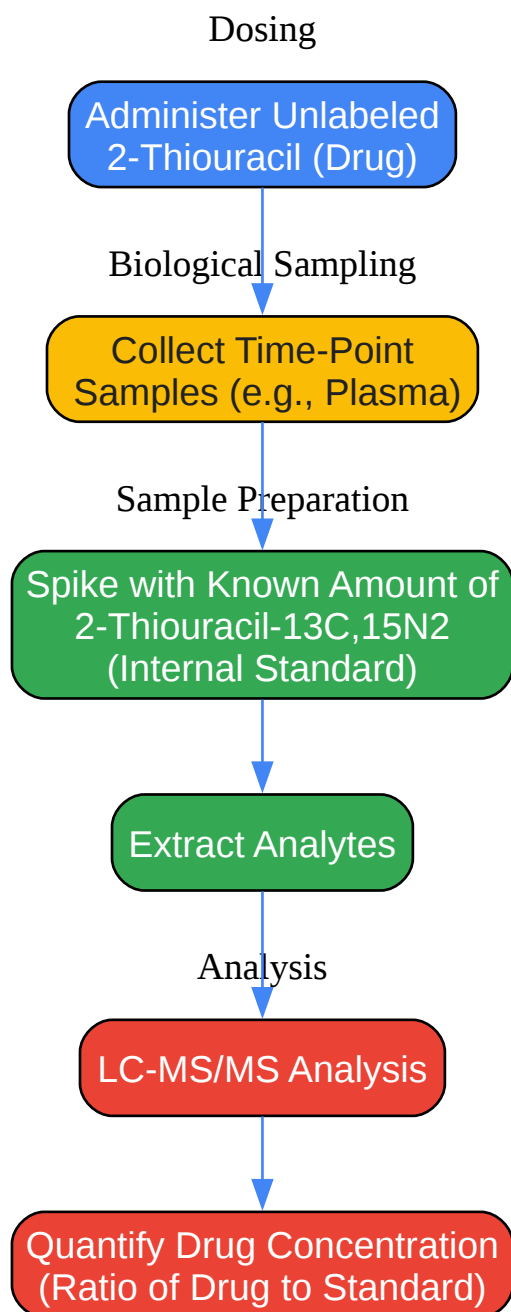 Dosing
Administer Unlabeled
2-Thiouracil (Drug)
Biological Sampling
Collect Time-Point
Samples (e.g., Plasma)
Sample Preparation
Spike with Known Amount of
2-Thiouracil-13C,15N2
(Internal Standard)
Extract Analytes
Analysis
LC-MS/MS Analysis
Quantify Drug Concentration
(Ratio of Drug to Standard)